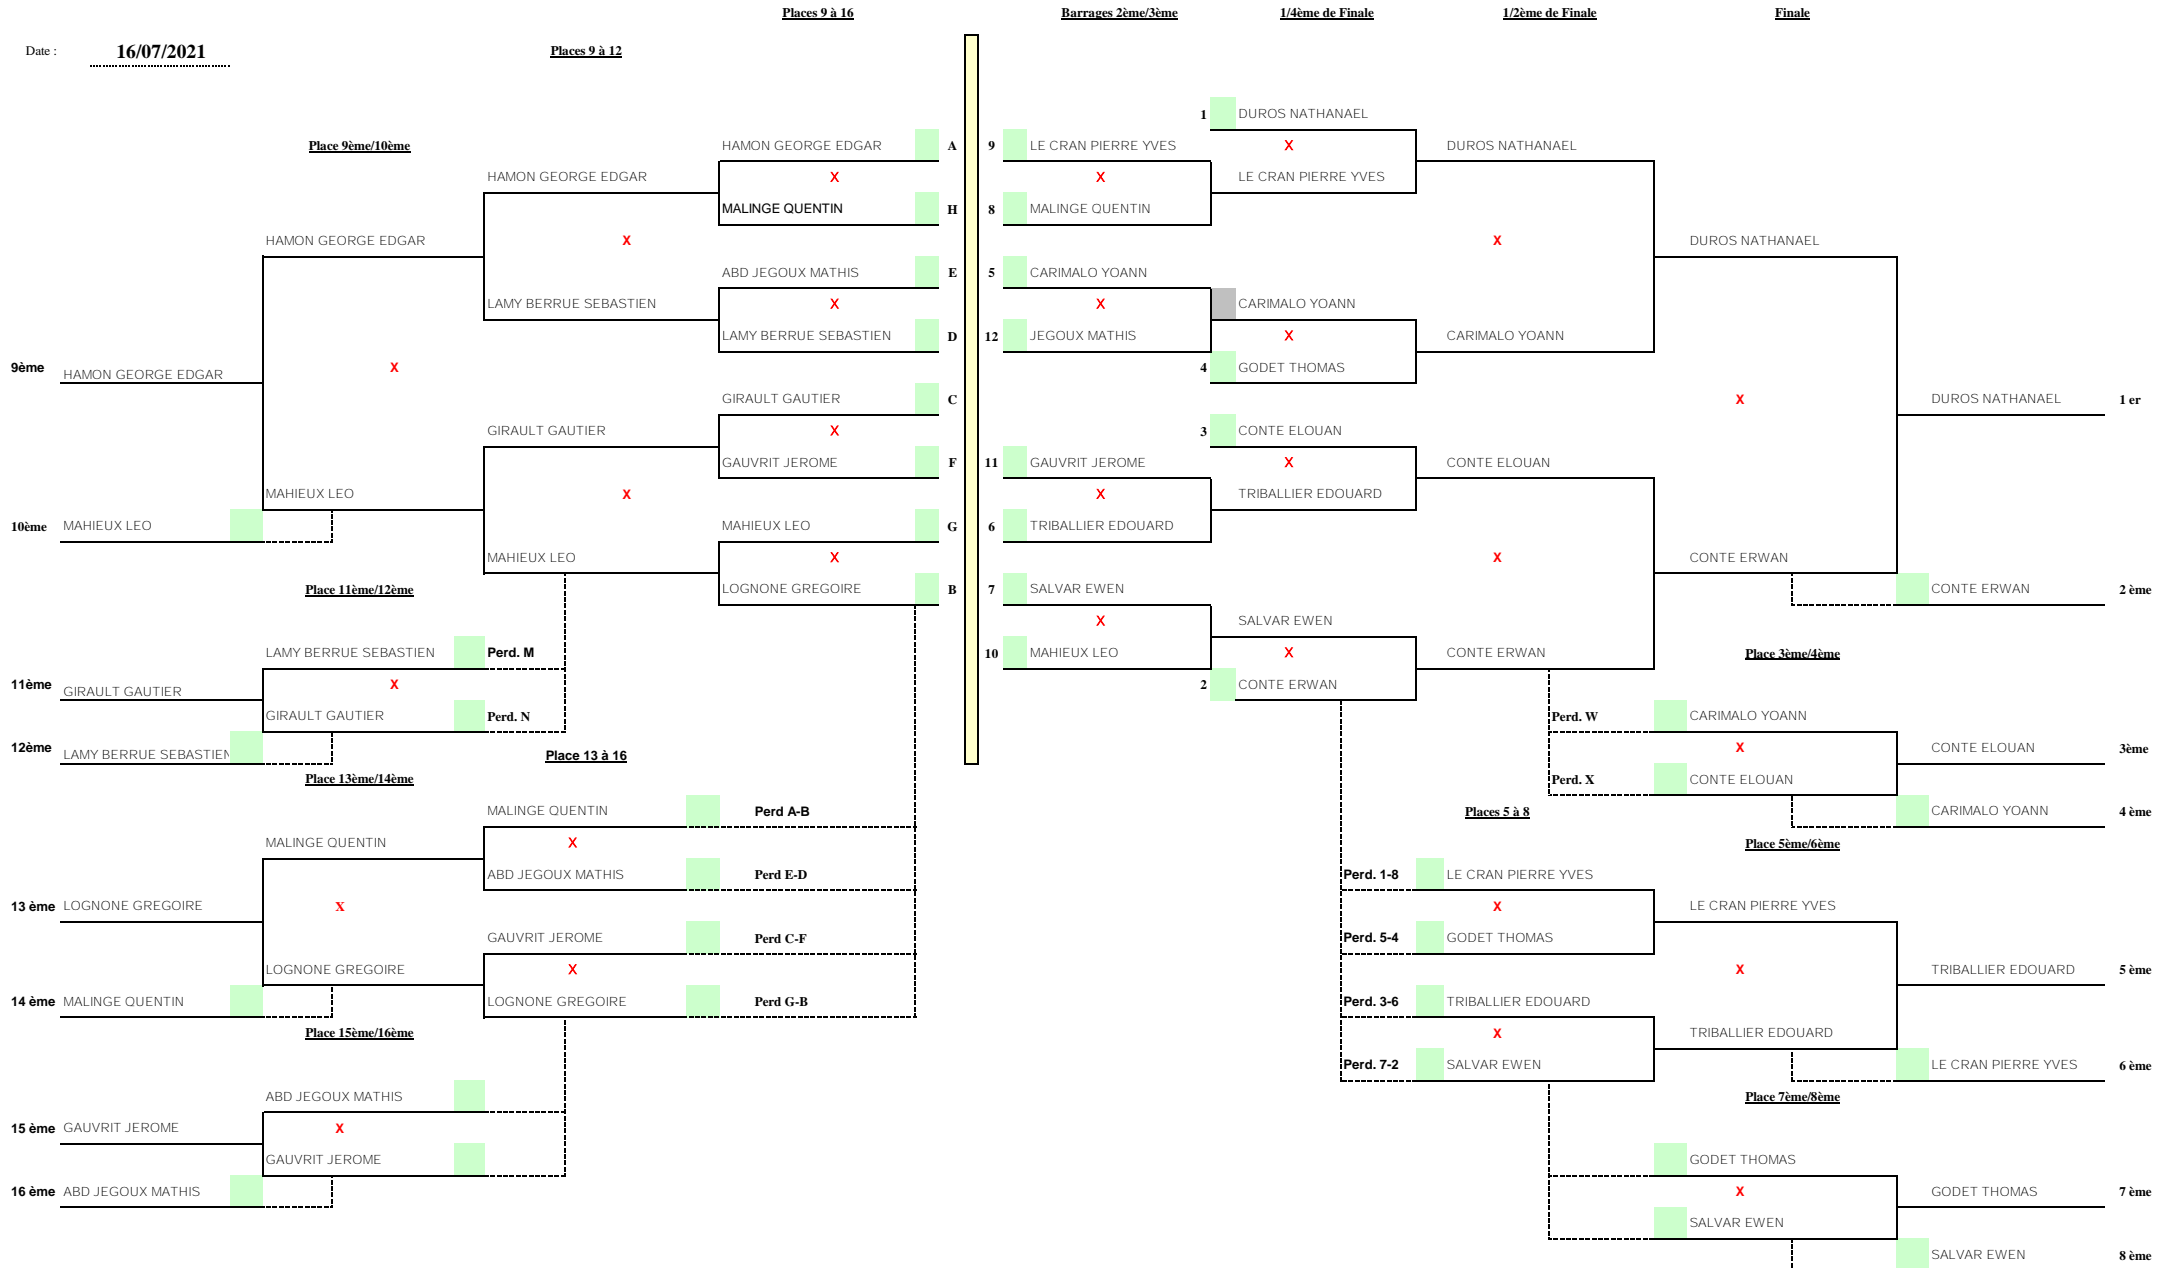 Places 9 à 16 Barrages 2ème/3ème 1/4ème de Finale 1/2ème de Finale Finale
Date : 16/07/2021 Places 9 à 12
1 DUROS NATHANAEL
Place 9ème/10ème HAMON GEORGE EDGAR A 9 LE CRAN PIERRE YVES X DUROS NATHANAEL
HAMON GEORGE EDGAR X X LE CRAN PIERRE YVES
MALINGE QUENTIN H 8 MALINGE QUENTIN
HAMON GEORGE EDGAR X X DUROS NATHANAEL
ABD JEGOUX MATHIS E 5 CARIMALO YOANN
LAMY BERRUE SEBASTIEN X X CARIMALO YOANN
LAMY BERRUE SEBASTIEN D 12 JEGOUX MATHIS X CARIMALO YOANN
9ème HAMON GEORGE EDGAR X 4 GODET THOMAS
GIRAULT GAUTIER C X DUROS NATHANAEL 1 er
GIRAULT GAUTIER X 3 CONTE ELOUAN
GAUVRIT JEROME F 11 GAUVRIT JEROME X CONTE ELOUAN
MAHIEUX LEO X X TRIBALLIER EDOUARD
10ème MAHIEUX LEO MAHIEUX LEO G 6 TRIBALLIER EDOUARD
MAHIEUX LEO X X CONTE ERWAN
Place 11ème/12ème LOGNONE GREGOIRE B 7 SALVAR EWEN CONTE ERWAN 2 ème
X SALVAR EWEN
LAMY BERRUE SEBASTIEN Perd. M 10 MAHIEUX LEO X CONTE ERWAN Place 3ème/4ème
11ème GIRAULT GAUTIER X 2 CONTE ERWAN
GIRAULT GAUTIER Perd. N Perd. W CARIMALO YOANN
12ème LAMY BERRUE SEBASTIEN Place 13 à 16 X CONTE ELOUAN 3ème
Place 13ème/14ème Perd. X CONTE ELOUAN
MALINGE QUENTIN Perd A-B Places 5 à 8 CARIMALO YOANN 4 ème
MALINGE QUENTIN X Place 5ème/6ème
ABD JEGOUX MATHIS Perd E-D Perd. 1-8 LE CRAN PIERRE YVES
13 ème LOGNONE GREGOIRE X X LE CRAN PIERRE YVES
GAUVRIT JEROME Perd C-F Perd. 5-4 GODET THOMAS
LOGNONE GREGOIRE X X TRIBALLIER EDOUARD 5 ème
14 ème MALINGE QUENTIN LOGNONE GREGOIRE Perd G-B Perd. 3-6 TRIBALLIER EDOUARD
Place 15ème/16ème X TRIBALLIER EDOUARD
Perd. 7-2 SALVAR EWEN LE CRAN PIERRE YVES 6 ème
ABD JEGOUX MATHIS Place 7ème/8ème
15 ème GAUVRIT JEROME X
GAUVRIT JEROME GODET THOMAS
16 ème ABD JEGOUX MATHIS X GODET THOMAS 7 ème
SALVAR EWEN
SALVAR EWEN 8 ème